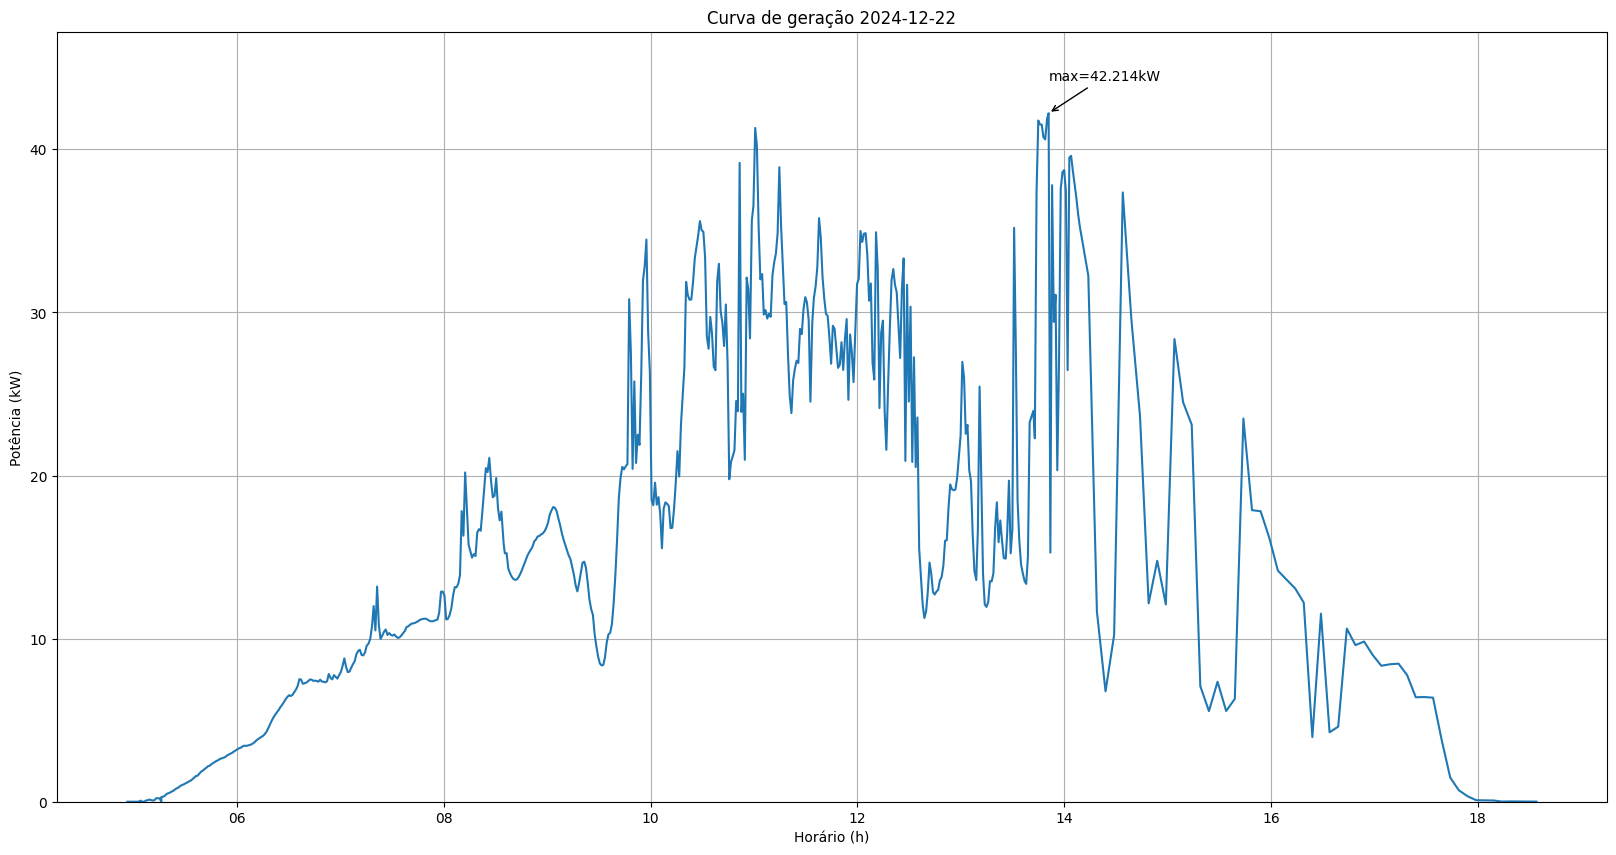 Curva de geração 2024-12-22
max=42.214kW
Potência (kW)
40
30
20
10
0
06 08 10 12 14 16 18
Horário (h)